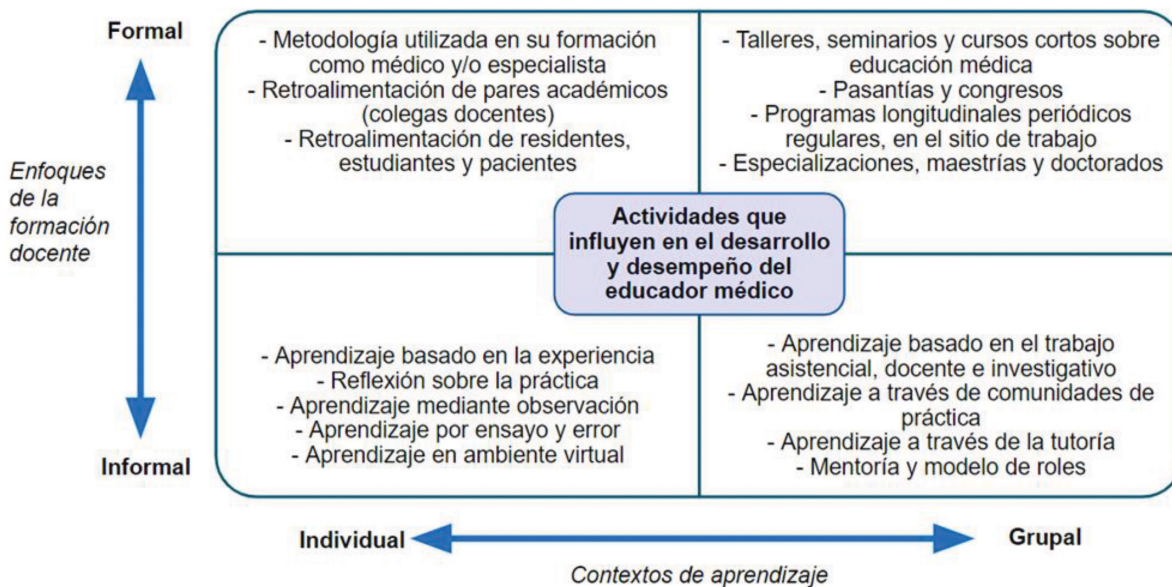 Formal
- Metodología utilizada en su formación
como médico y/o especialista
- Retroalimentación de pares académicos
(colegas docentes)
- Retroalimentación de residentes,
estudiantes y pacientes
- Talleres, seminarios y cursos cortos sobre
educación médica
- Pasantías y congresos
- Programas longitudinales periódicos
regulares, en el sitio de trabajo
- Especializaciones, maestrías y doctorados
Enfoques
de la
formación
docente
Actividades que
influyen en el desarrollo
y desempeño del
educador médico
- Aprendizaje basado en la experiencia
- Reflexión sobre la práctica
- Aprendizaje mediante observación
- Aprendizaje por ensayo y error
- Aprendizaje en ambiente virtual
- Aprendizaje basado en el trabajo
asistencial, docente e investigativo
- Aprendizaje a través de comunidades de
práctica
- Aprendizaje a través de la tutoría
- Mentoría y modelo de roles
Informal
Individual
Grupal
Contextos de aprendizaje